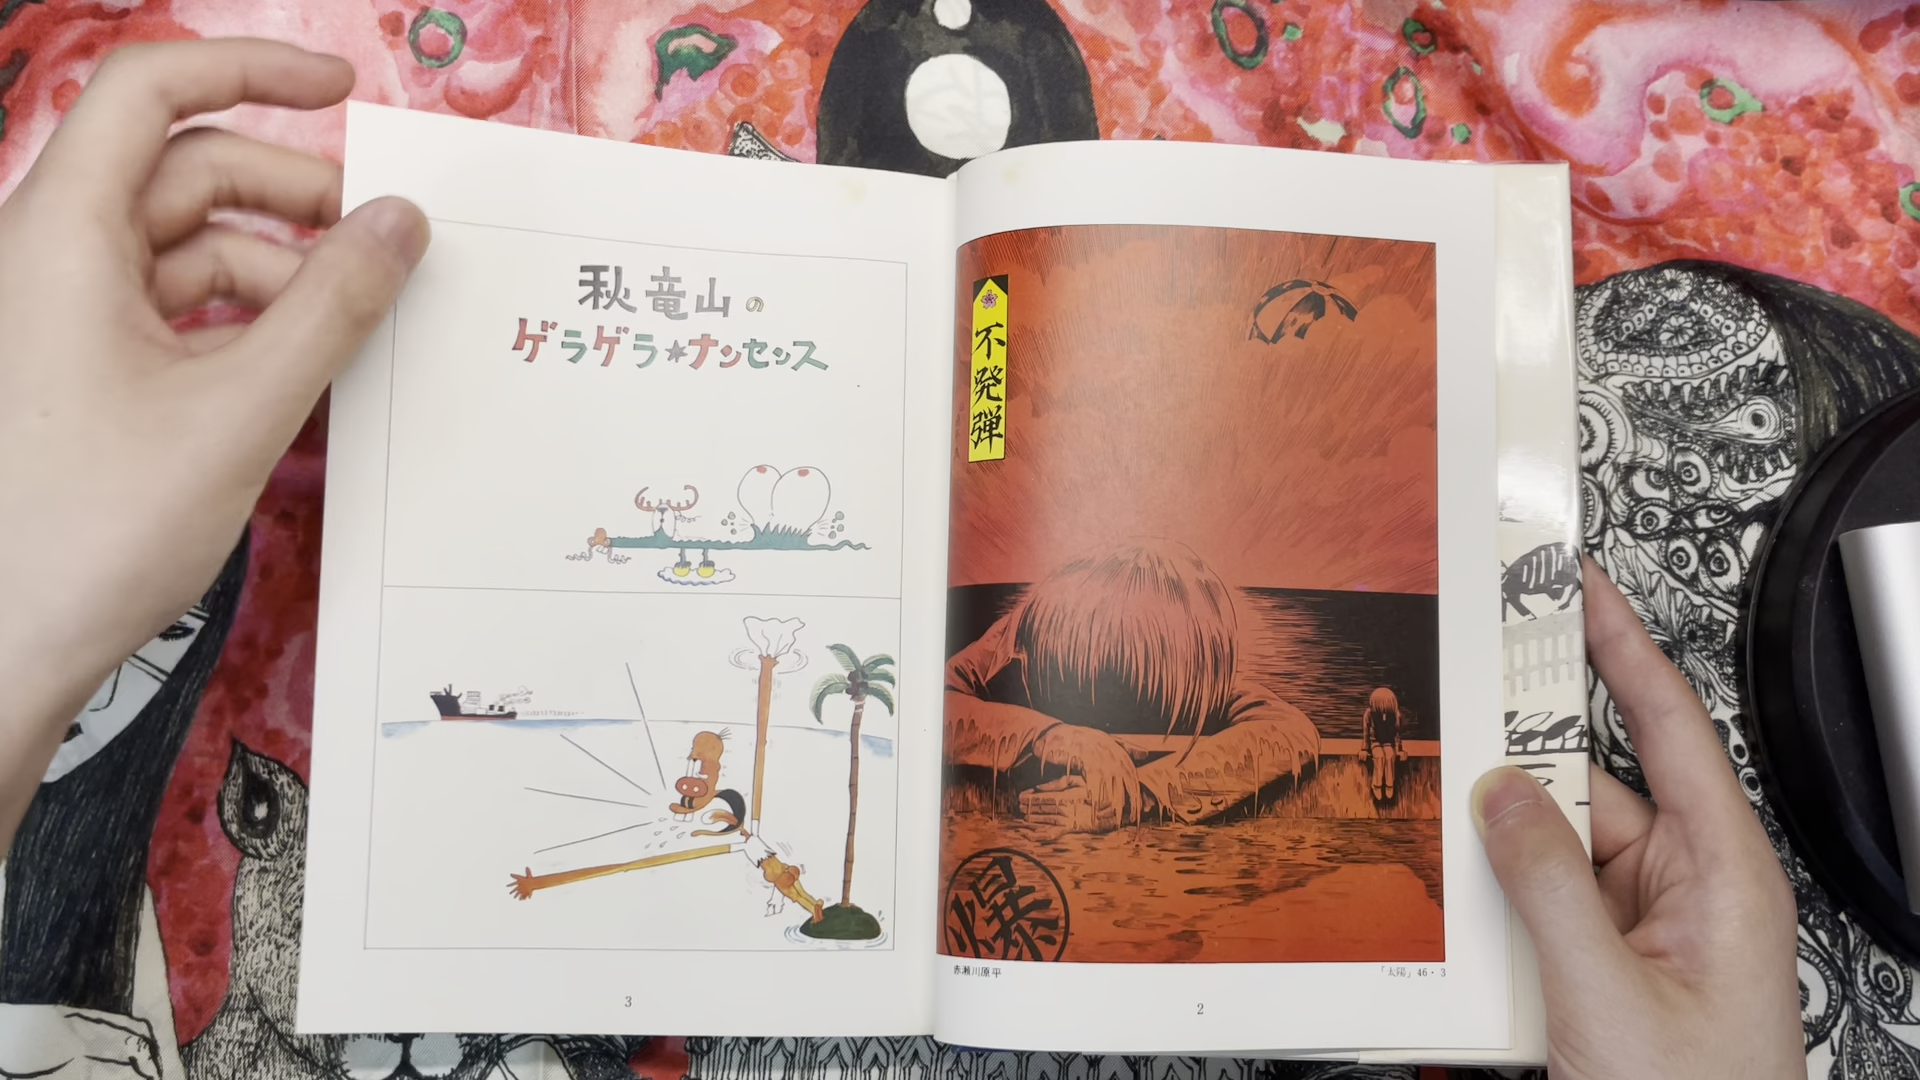 不発弾
爆
赤瀬川原平
「太陽」46・3
2
秋竜山の
ゲラゲラ★ナンセンス
3